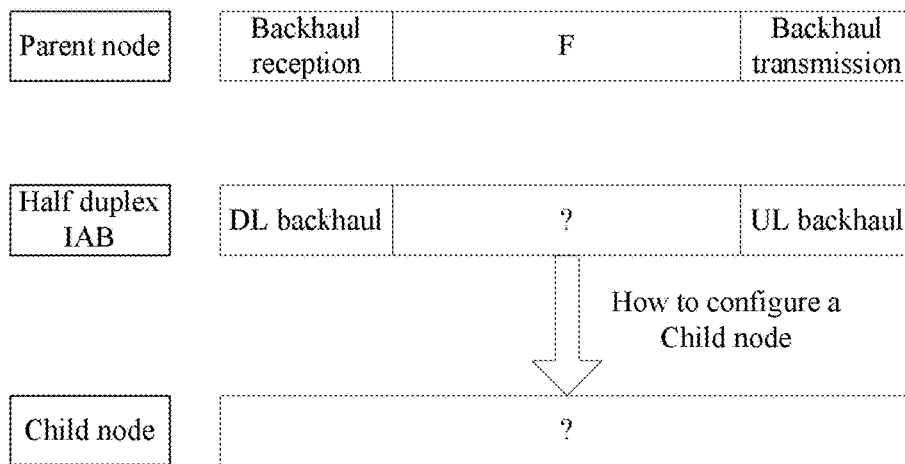 Parent node
Backhaul
reception
F
Backhaul
transmission
Half duplex
IAB
DL backhaul
?
UL backhaul
How to configure a
Child node
Child node
?